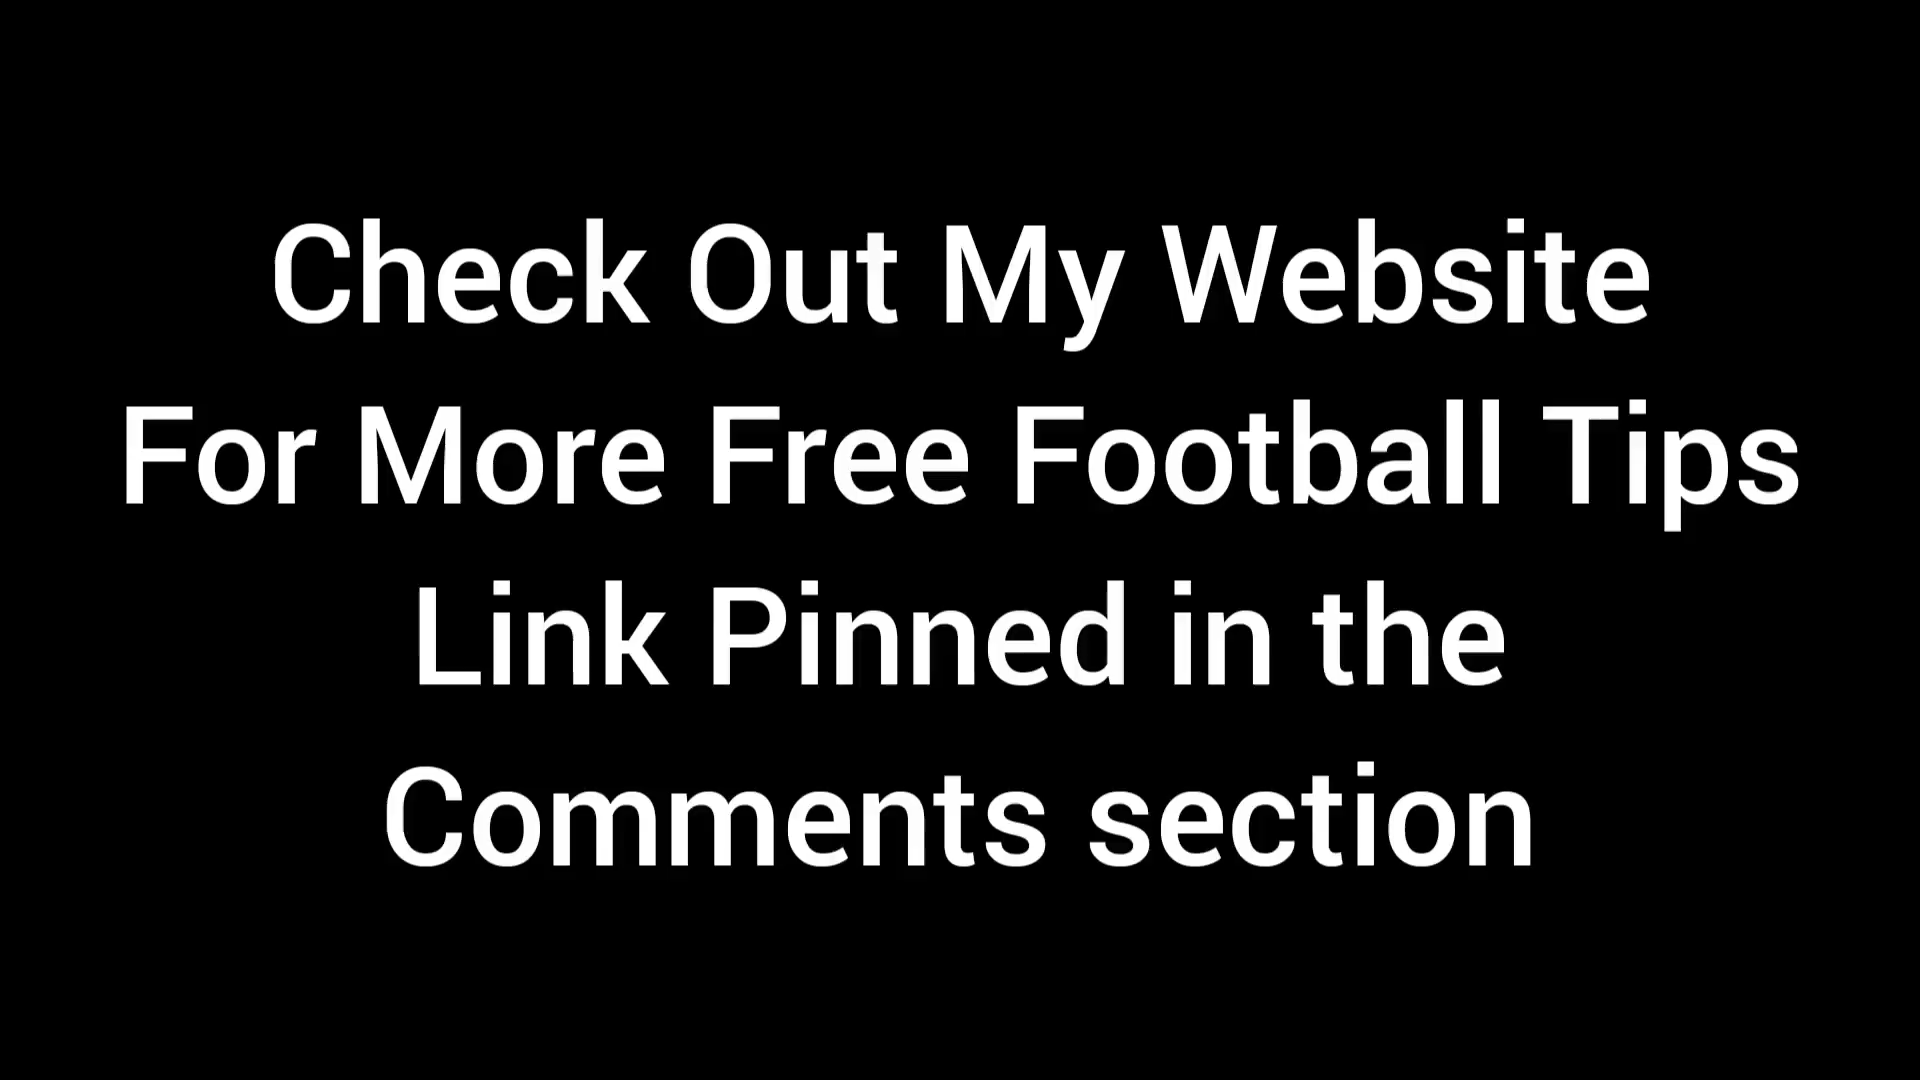 Check Out My Website
For More Free Football Tips
Link Pinned in the
Comments section